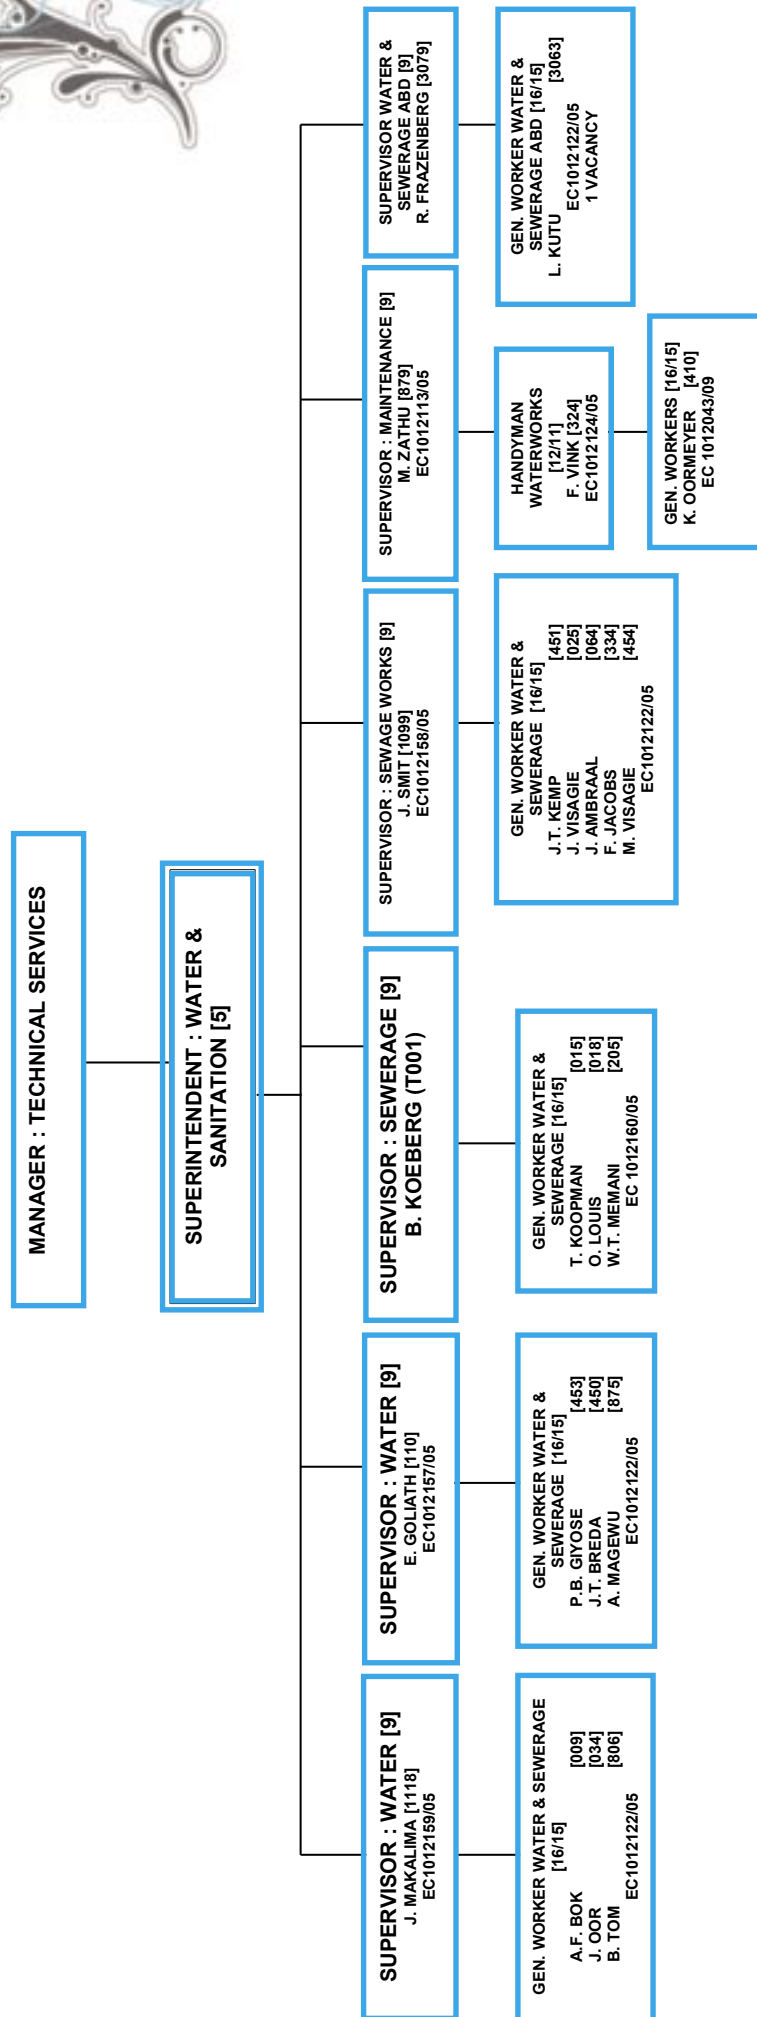 MANAGER : TECHNICAL SERVICES
SUPERINTENDENT : WATER &
SANITATION [5]
SUPERVISOR : WATER [9]
J. MAKALIMA [1118]
EC1012159/05
SUPERVISOR : WATER [9]
E. GOLIATH [110]
EC1012157/05
SUPERVISOR : SEWERAGE [9]
B. KOEBERG (T001)
SUPERVISOR : SEWAGE WORKS [9]
J. SMIT [1099]
EC1012158/05
SUPERVISOR : MAINTENANCE [9]
M. ZATHU [879]
EC1012113/05
SUPERVISOR WATER &
SEWERAGE ABD [9]
R. FRAZENBERG [3079]
GEN. WORKER WATER & SEWERAGE
[16/15]
A.F. BOK [009]
J. OOR [034]
B. TOM [806]
EC1012122/05
GEN. WORKER WATER &
SEWERAGE [16/15]
P.B. GIYOSE [453]
J.T. BREDA [450]
A. MAGEWU [875]
EC1012122/05
GEN. WORKER WATER &
SEWERAGE [16/15]
T. KOOPMAN [015]
O. LOUIS [018]
W.T. MEMANI [205]
EC 1012160/05
GEN. WORKER WATER &
SEWERAGE [16/15]
J.T. KEMP [451]
J. VISAGIE [025]
J. AMBRAAL [064]
F. JACOBS [334]
M. VISAGIE [454]
EC1012122/05
HANDYMAN
WATERWORKS
[12/11]
F. VINK [324]
EC1012124/05
GEN. WORKER WATER &
SEWERAGE ABD [16/15]
L. KUTU [3063]
EC1012122/05
1 VACANCY
GEN. WORKERS [16/15]
K. OORMEYER [410]
EC 1012043/09